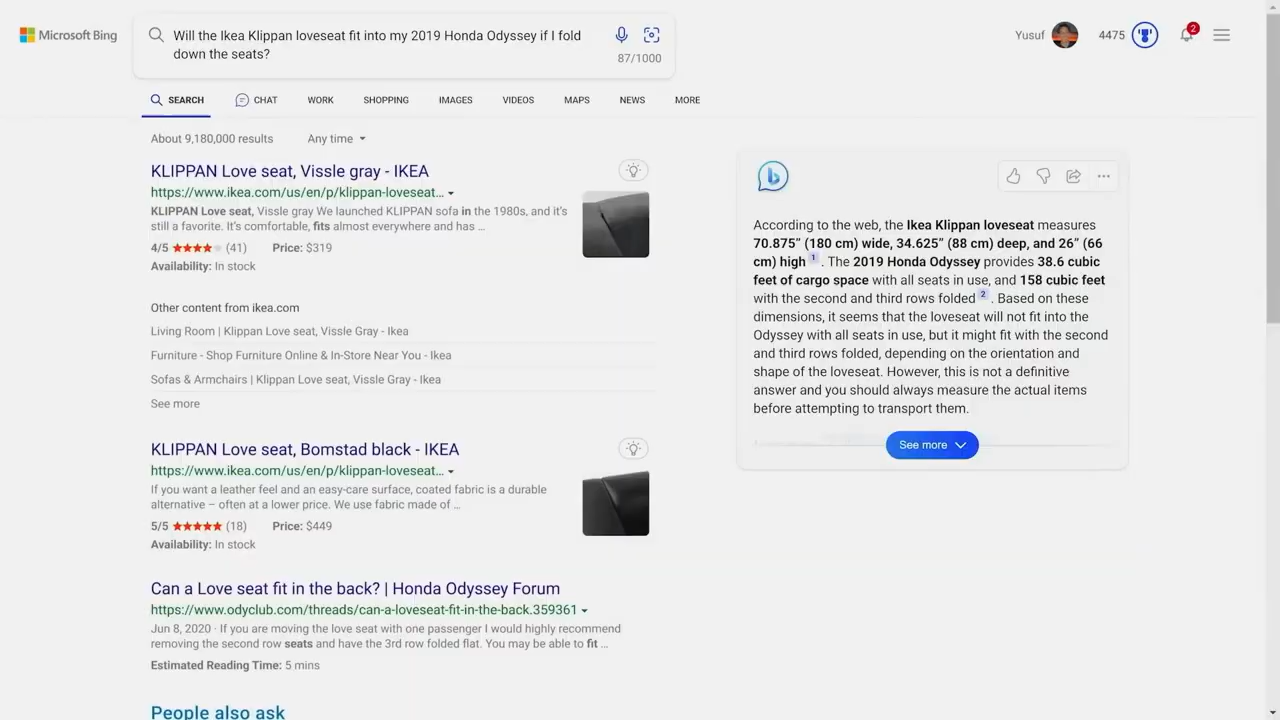 Microsoft Bing
Will the Ikea Klippan loveseat fit into my 2019 Honda Odyssey if I fold
down the seats?
87/1000
Yusuf
4475
2
SEARCH
CHAT
WORK
SHOPPING
IMAGES
VIDEOS
MAPS
NEWS
MORE
About 9,180,000 results
Any time
KLIPPAN Love seat, Vissle gray - IKEA
https://www.ikea.com/us/en/p/klippan-loveseat...
KLIPPAN Love seat, Vissle gray We launched KLIPPAN sofa in the 1980s, and it's
still a favorite. It's comfortable, fits almost everywhere and has ...
4/5 ★★★★★ (41) Price: $319
Availability: In stock
Other content from ikea.com
Living Room | Klippan Love seat, Vissle Gray - Ikea
Furniture - Shop Furniture Online & In-Store Near You - Ikea
Sofas & Armchairs | Klippan Love seat, Vissle Gray - Ikea
See more
KLIPPAN Love seat, Bomstad black - IKEA
https://www.ikea.com/us/en/p/klippan-loveseat...
If you want a leather feel and an easy-care surface, coated fabric is a durable
alternative – often at a lower price. We use fabric made of ...
5/5 ★★★★★ (18) Price: $449
Availability: In stock
Can a Love seat fit in the back? | Honda Odyssey Forum
https://www.odyclub.com/threads/can-a-loveseat-fit-in-the-back.359361
Jun 8, 2020 · If you are moving the love seat with one passenger I would highly recommend
removing the second row seats and have the 3rd row folded flat. You may be able to fit ...
Estimated Reading Time: 5 mins
People also ask
According to the web, the Ikea Klippan loveseat measures
70.875” (180 cm) wide, 34.625” (88 cm) deep, and 26” (66
cm) high 1 . The 2019 Honda Odyssey provides 38.6 cubic
feet of cargo space with all seats in use, and 158 cubic feet
with the second and third rows folded 2 . Based on these
dimensions, it seems that the loveseat will not fit into the
Odyssey with all seats in use, but it might fit with the second
and third rows folded, depending on the orientation and
shape of the loveseat. However, this is not a definitive
answer and you should always measure the actual items
before attempting to transport them.
See more